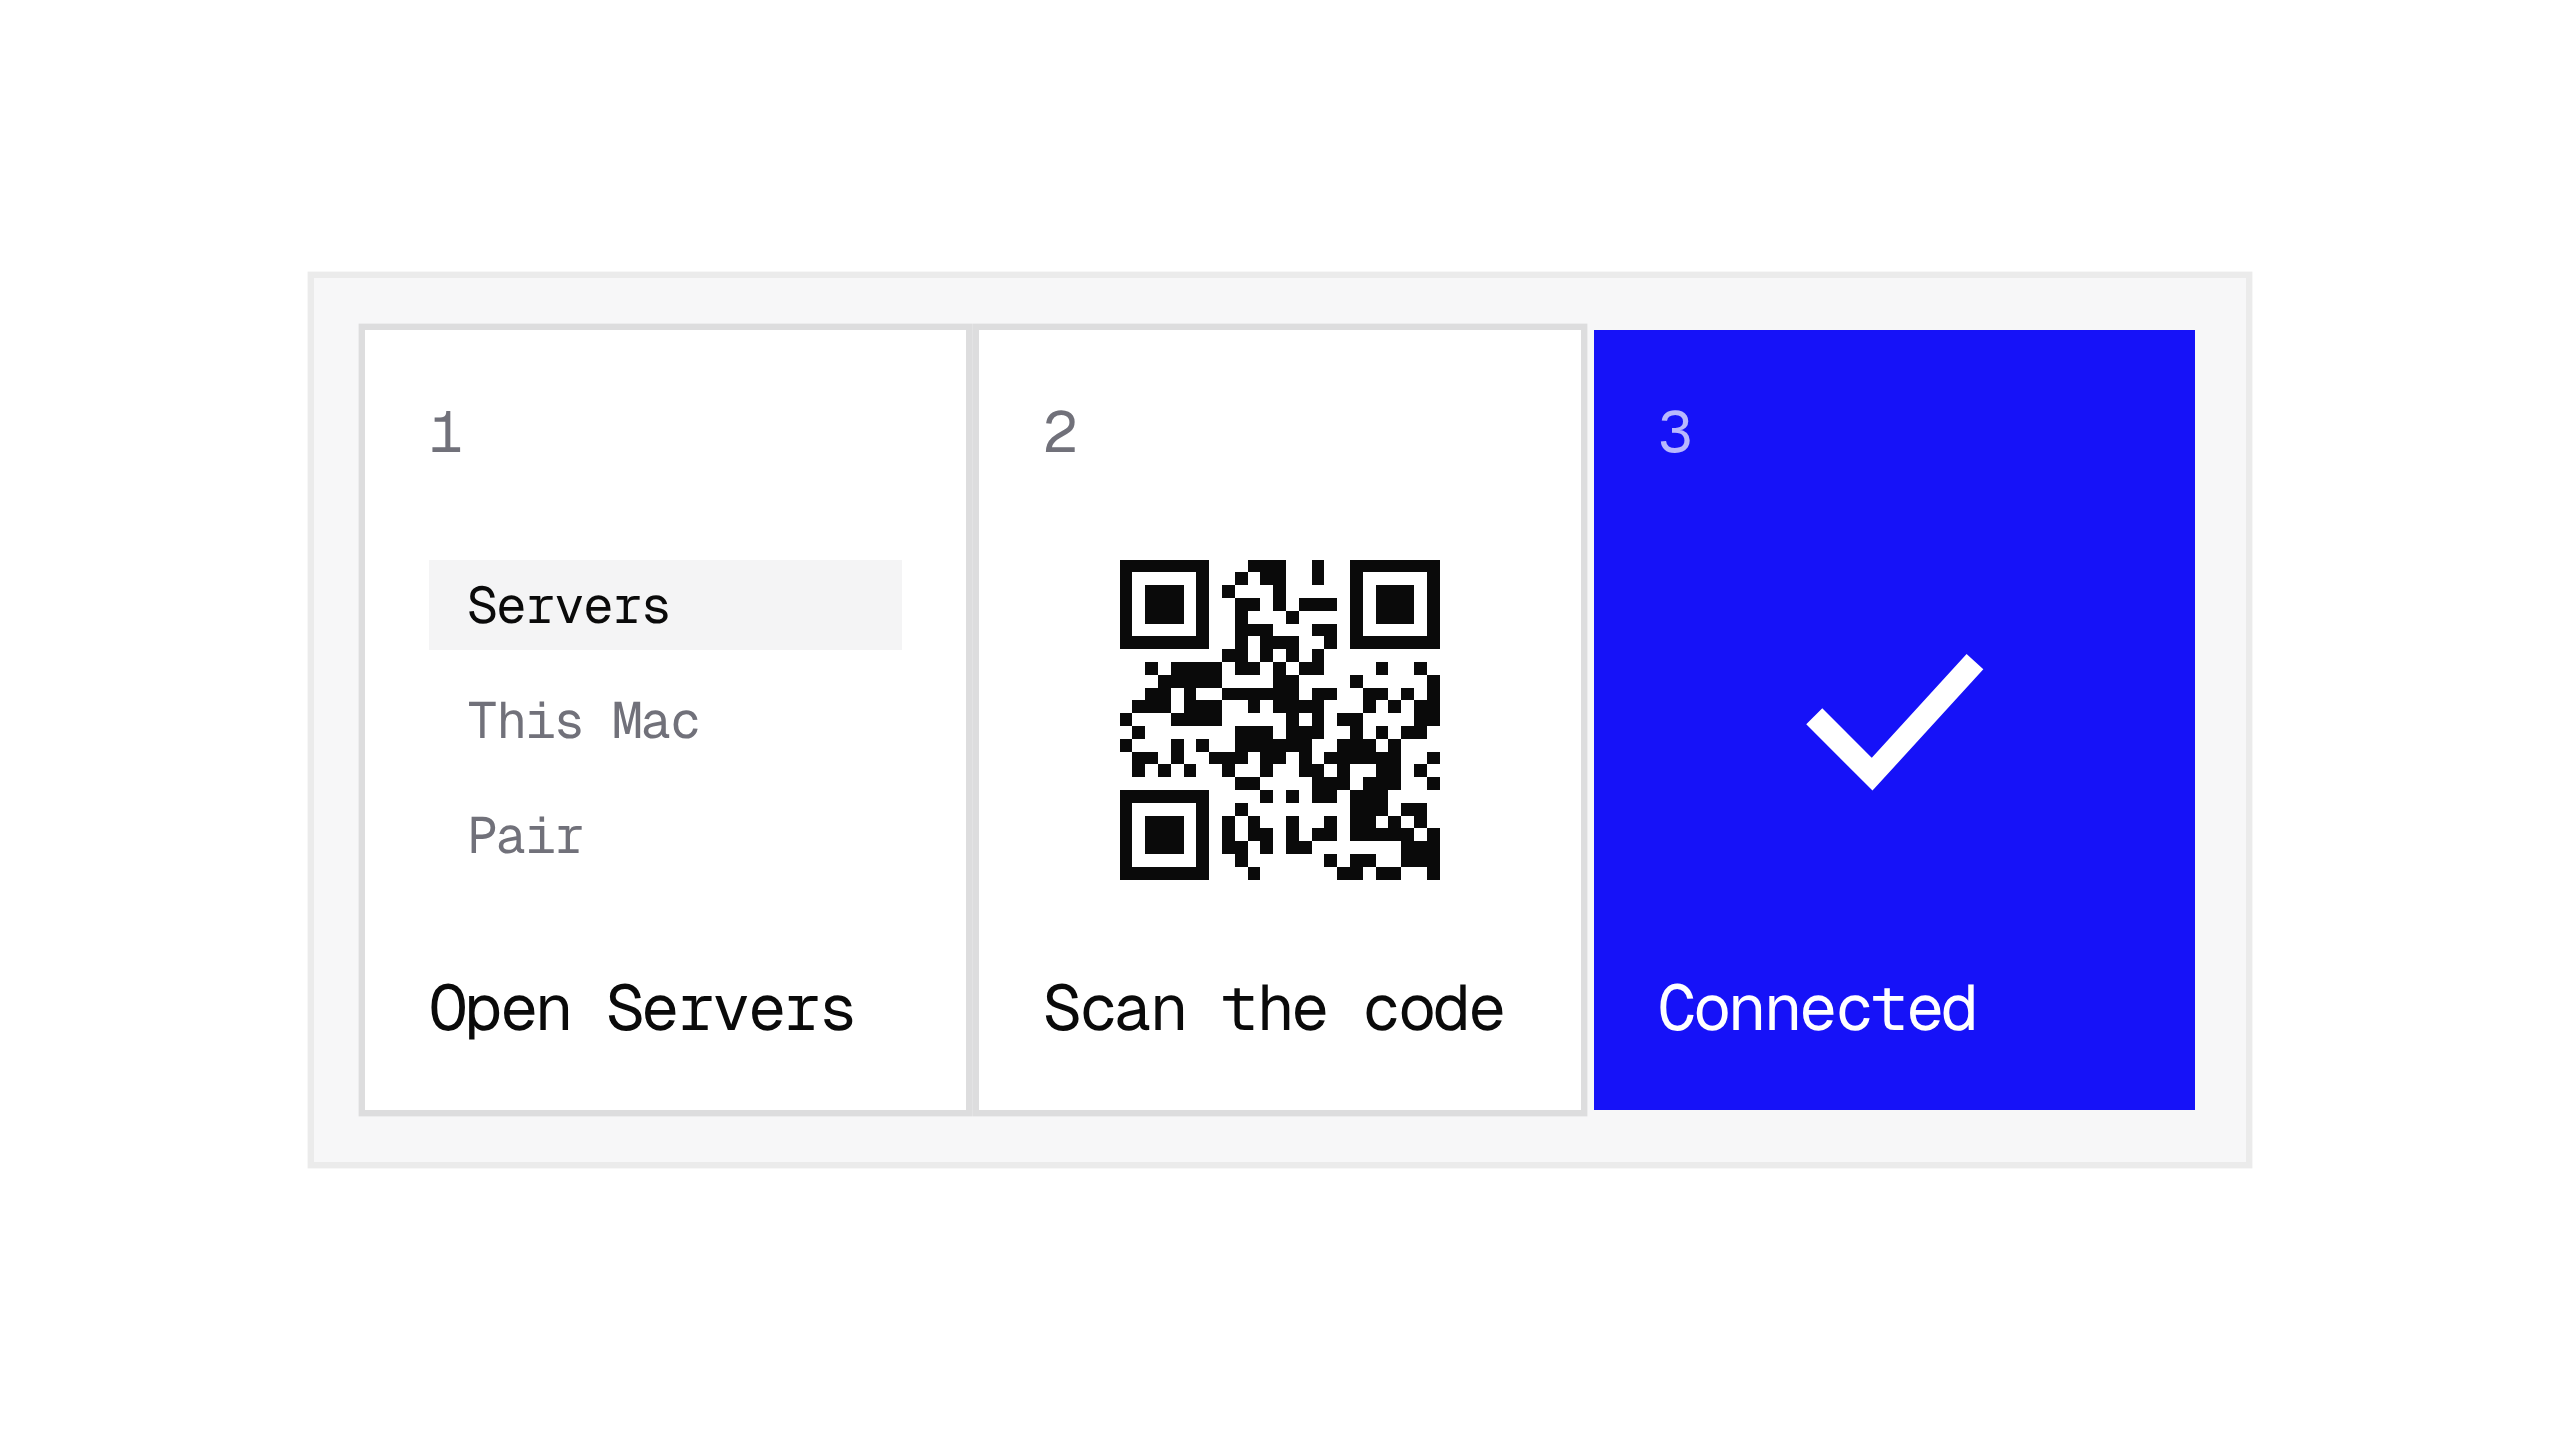 1
Servers
This Mac
Pair
Open Servers
2
Scan the code
3
Connected